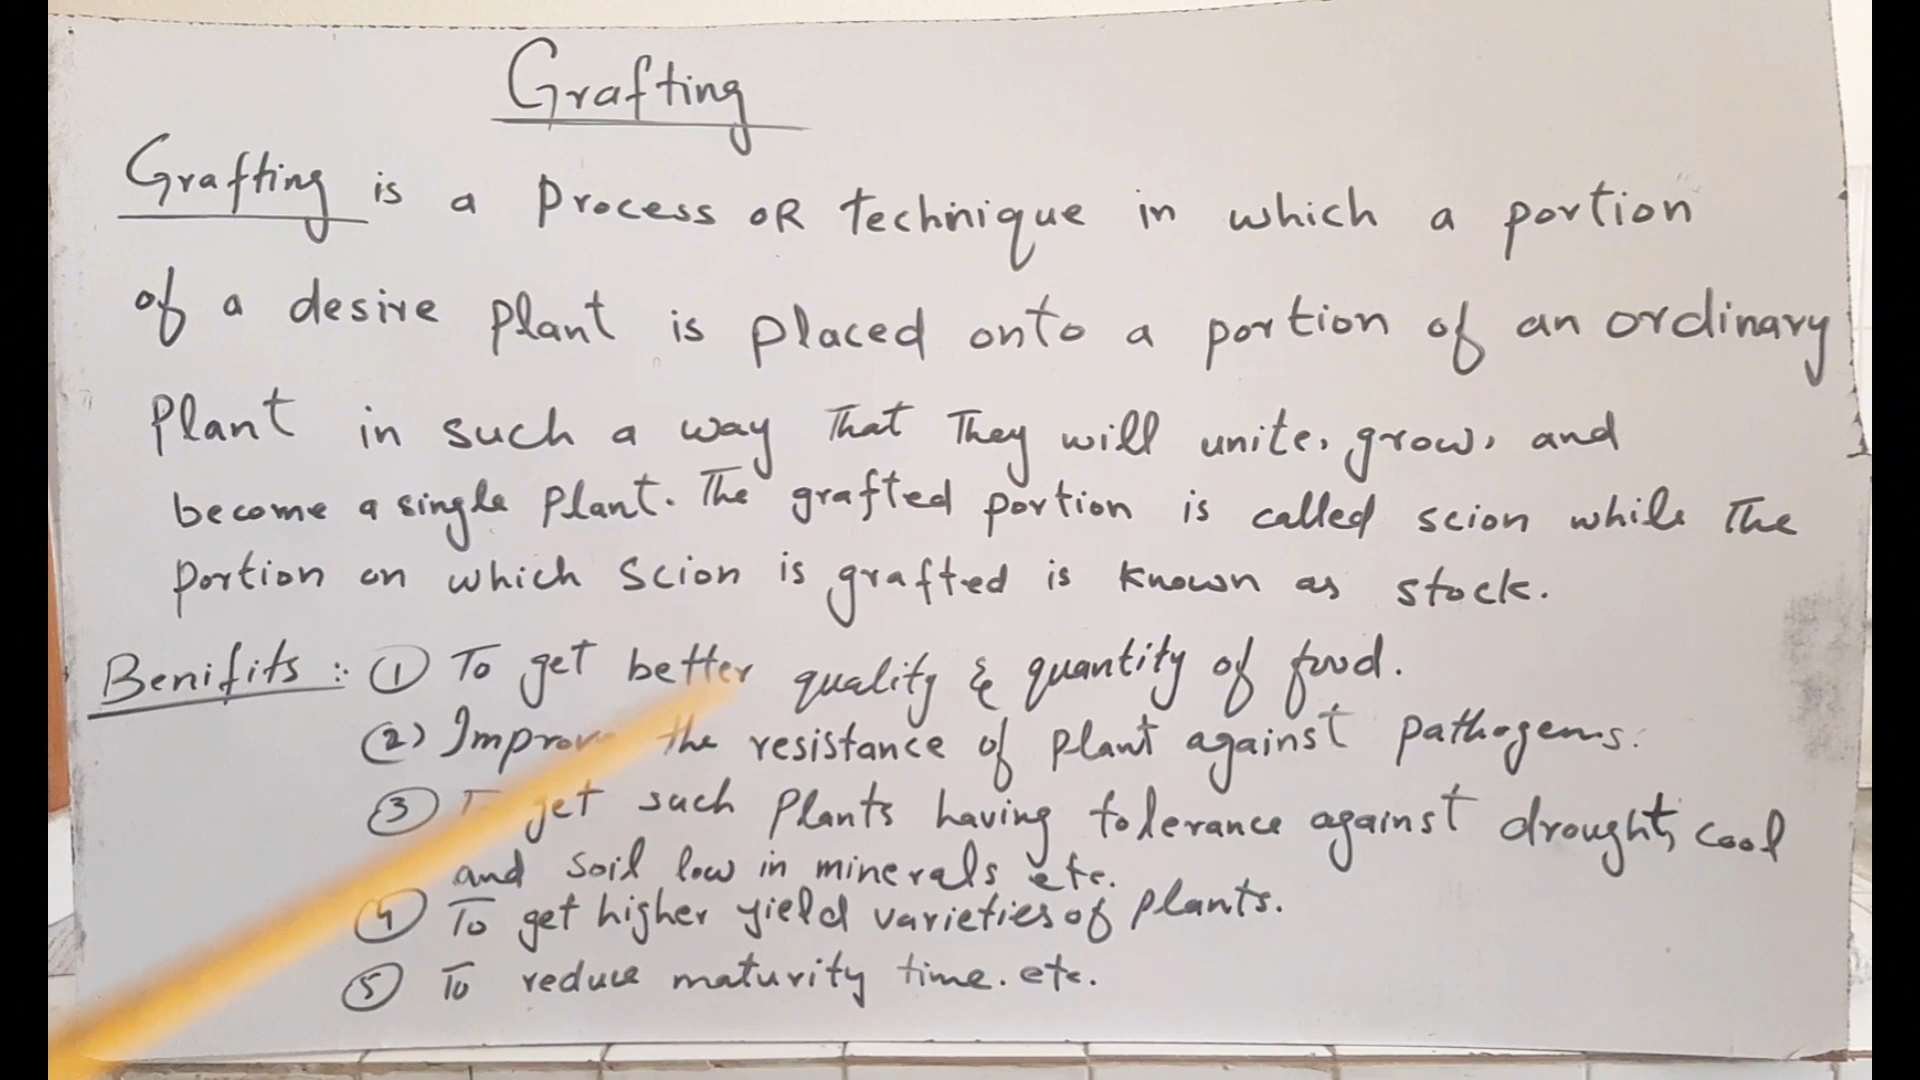 Grafting
Grafting is a Process OR technique in which a portion
of a desire plant is placed onto a portion of an ordinary
Plant in such a way that they will unite, grow, and
become a single plant. The grafted portion is called scion while the
portion on which scion is grafted is known as stock.
Benifits :- ① To get better quality & quantity of food.
(2) Improve the resistance of plant against pathogens.
③ To get such plants having tolerance against drought, cool
and soil low in minerals etc.
④ To get higher yield varieties of plants.
⑤ To reduce maturity time. etc.